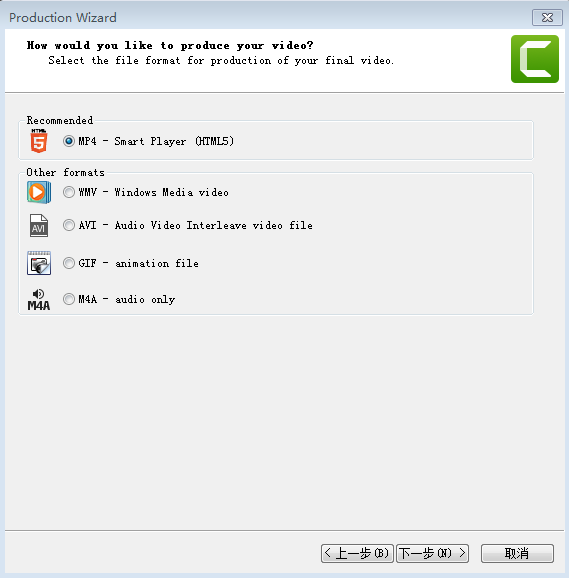 Production Wizard
How would you like to produce your video?
Select the file format for production of your final video.
Recommended
HTML
5
MP4 - Smart Player (HTML5)
Other formats
WMV - Windows Media video
AVI
AVI - Audio Video Interleave video file
GIF - animation file
M4A
M4A - audio only
< 上一步(B)
下一步(N) >
取消